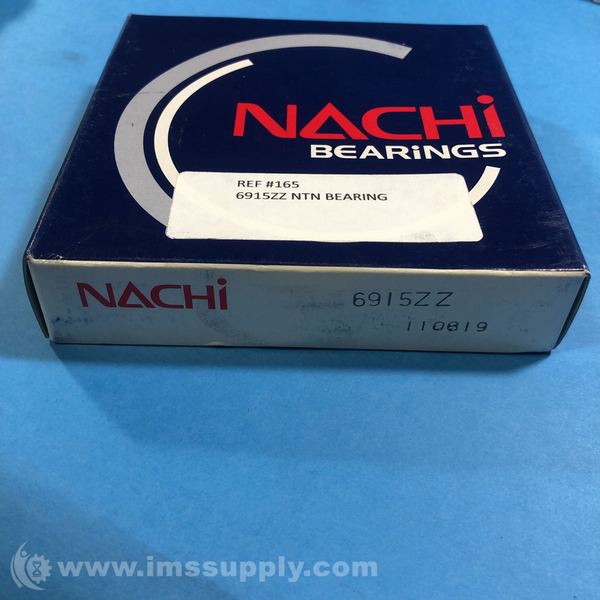 NACHi
BEARiNGS
REF #165
6915ZZ NTN BEARING
NACHi
6915ZZ
110819
www.imssupply.com